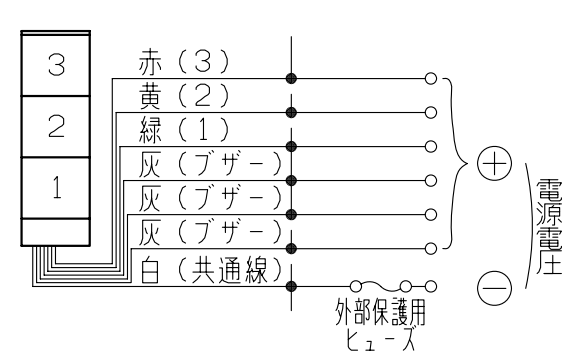 3
2
1
赤(3)
黄(2)
緑(1)
灰(ブザー)
灰(ブザー)
灰(ブザー)
白(共通線)
外部保護用
ヒューズ
+
−
電源電圧